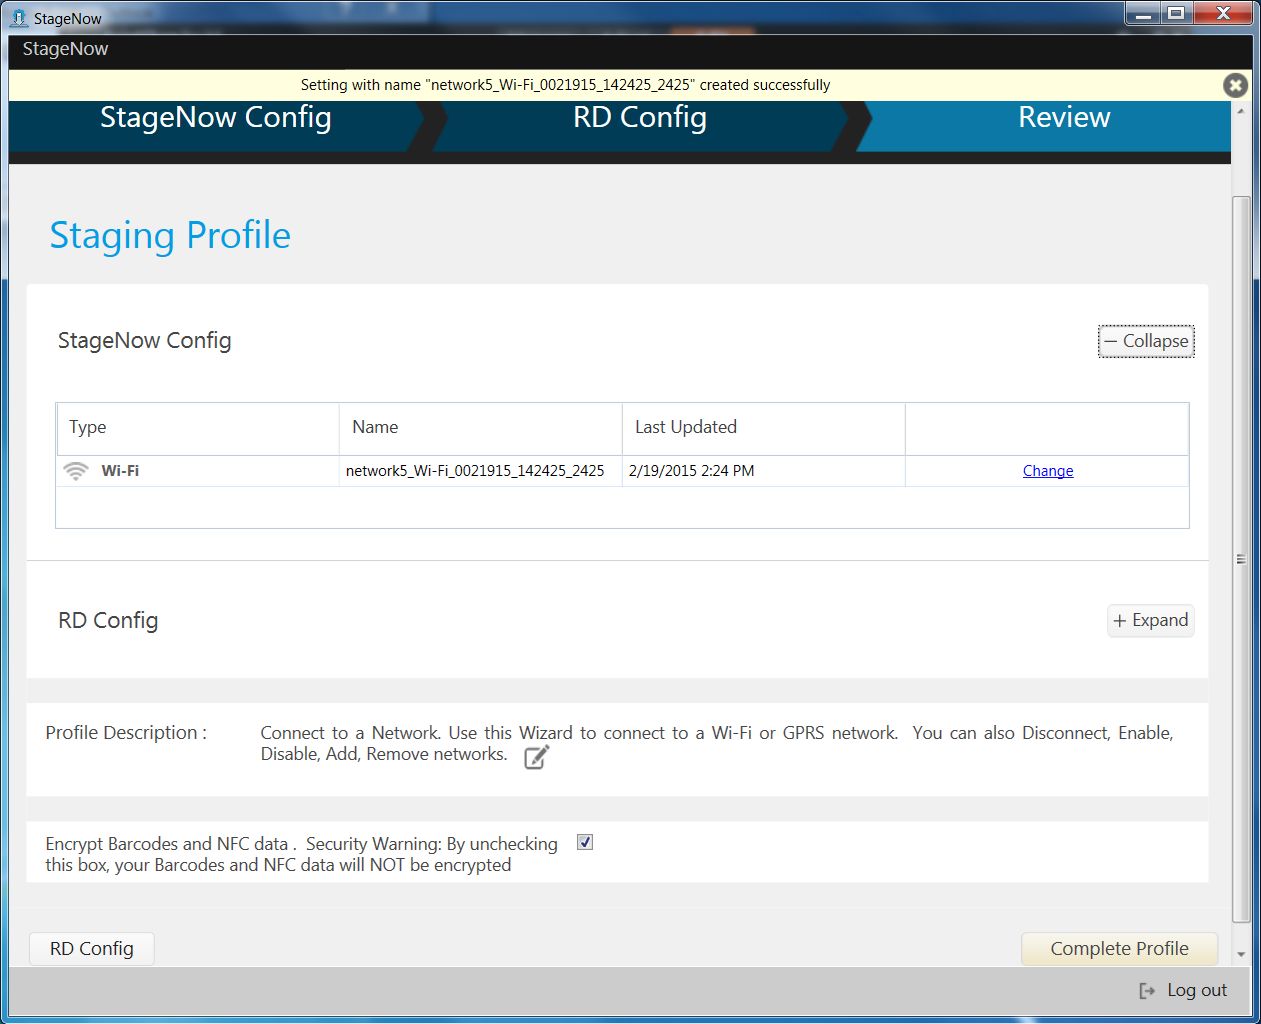 StageNow
StageNow
Setting with name "network5_Wi-Fi_0021915_142425_2425" created successfully
StageNow Config
RD Config
Review
Staging Profile
StageNow Config
— Collapse
Type
Name
Last Updated
Wi-Fi
network5_Wi-Fi_0021915_142425_2425
2/19/2015 2:24 PM
Change
RD Config
+ Expand
Profile Description :
Connect to a Network. Use this Wizard to connect to a Wi-Fi or GPRS network.  You can also Disconnect, Enable,
Disable, Add, Remove networks.
Encrypt Barcodes and NFC data .  Security Warning: By unchecking
this box, your Barcodes and NFC data will NOT be encrypted
RD Config
Complete Profile
Log out